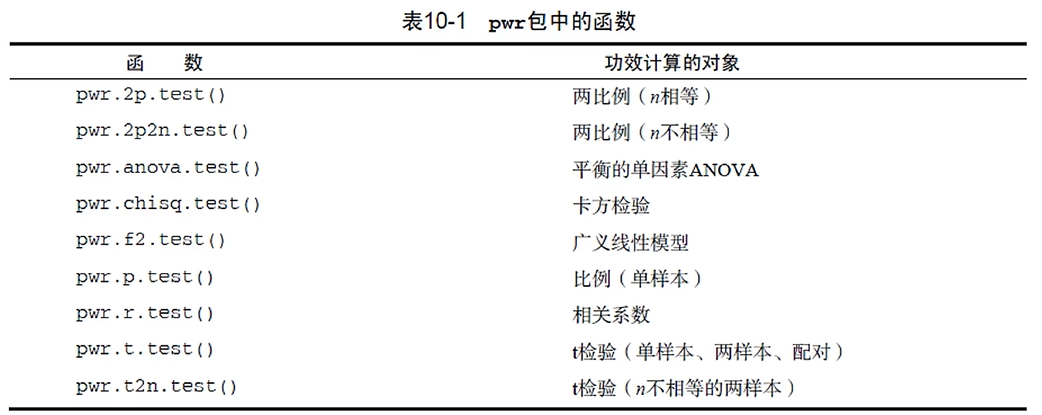 表10-1 pwr包中的函数
函 数 功效计算的对象
pwr.2p.test() 两比例（n相等）
pwr.2p2n.test() 两比例（n不相等）
pwr.anova.test() 平衡的单因素ANOVA
pwr.chisq.test() 卡方检验
pwr.f2.test() 广义线性模型
pwr.p.test() 比例（单样本）
pwr.r.test() 相关系数
pwr.t.test() t检验（单样本、两样本、配对）
pwr.t2n.test() t检验（n不相等的两样本）